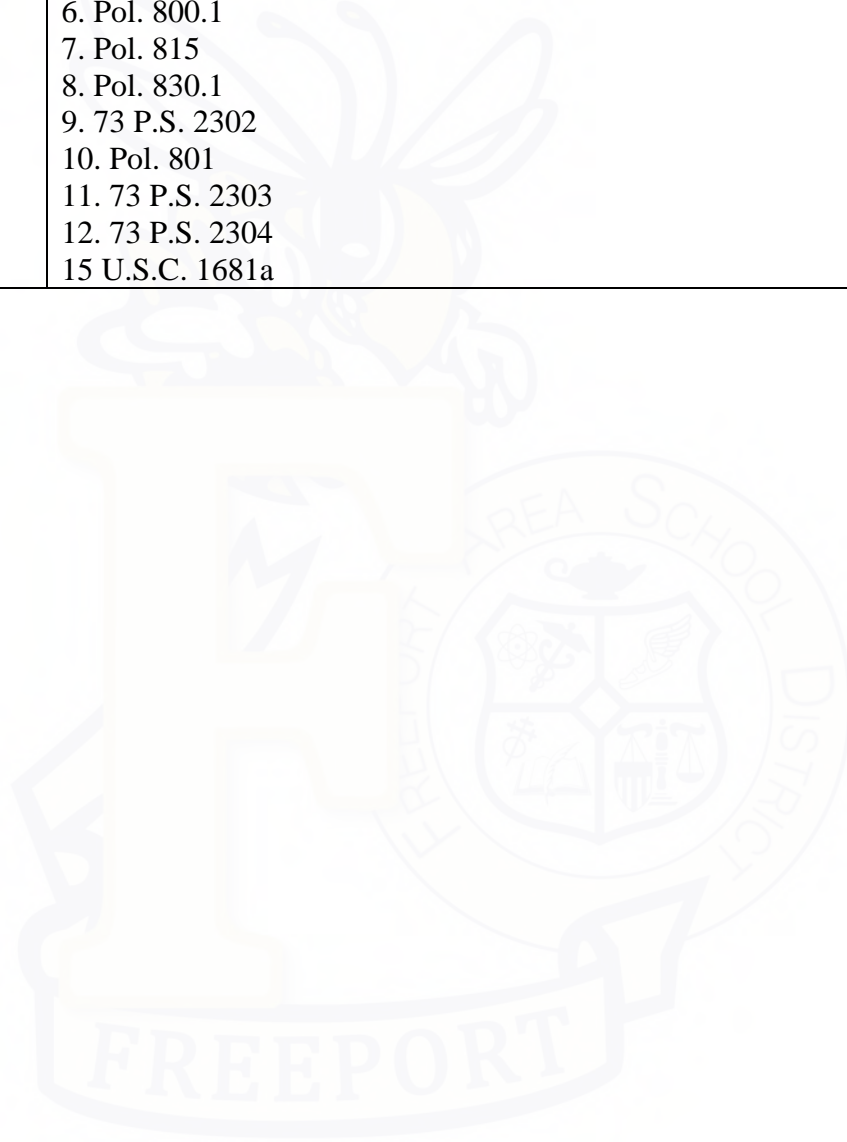 6. Pol. 800.1
7. Pol. 815
8. Pol. 830.1
9. 73 P.S. 2302
10. Pol. 801
11. 73 P.S. 2303
12. 73 P.S. 2304
15 U.S.C. 1681a
FREEPORT AREA SCHOOL DISTRICT
F
FREEPORT